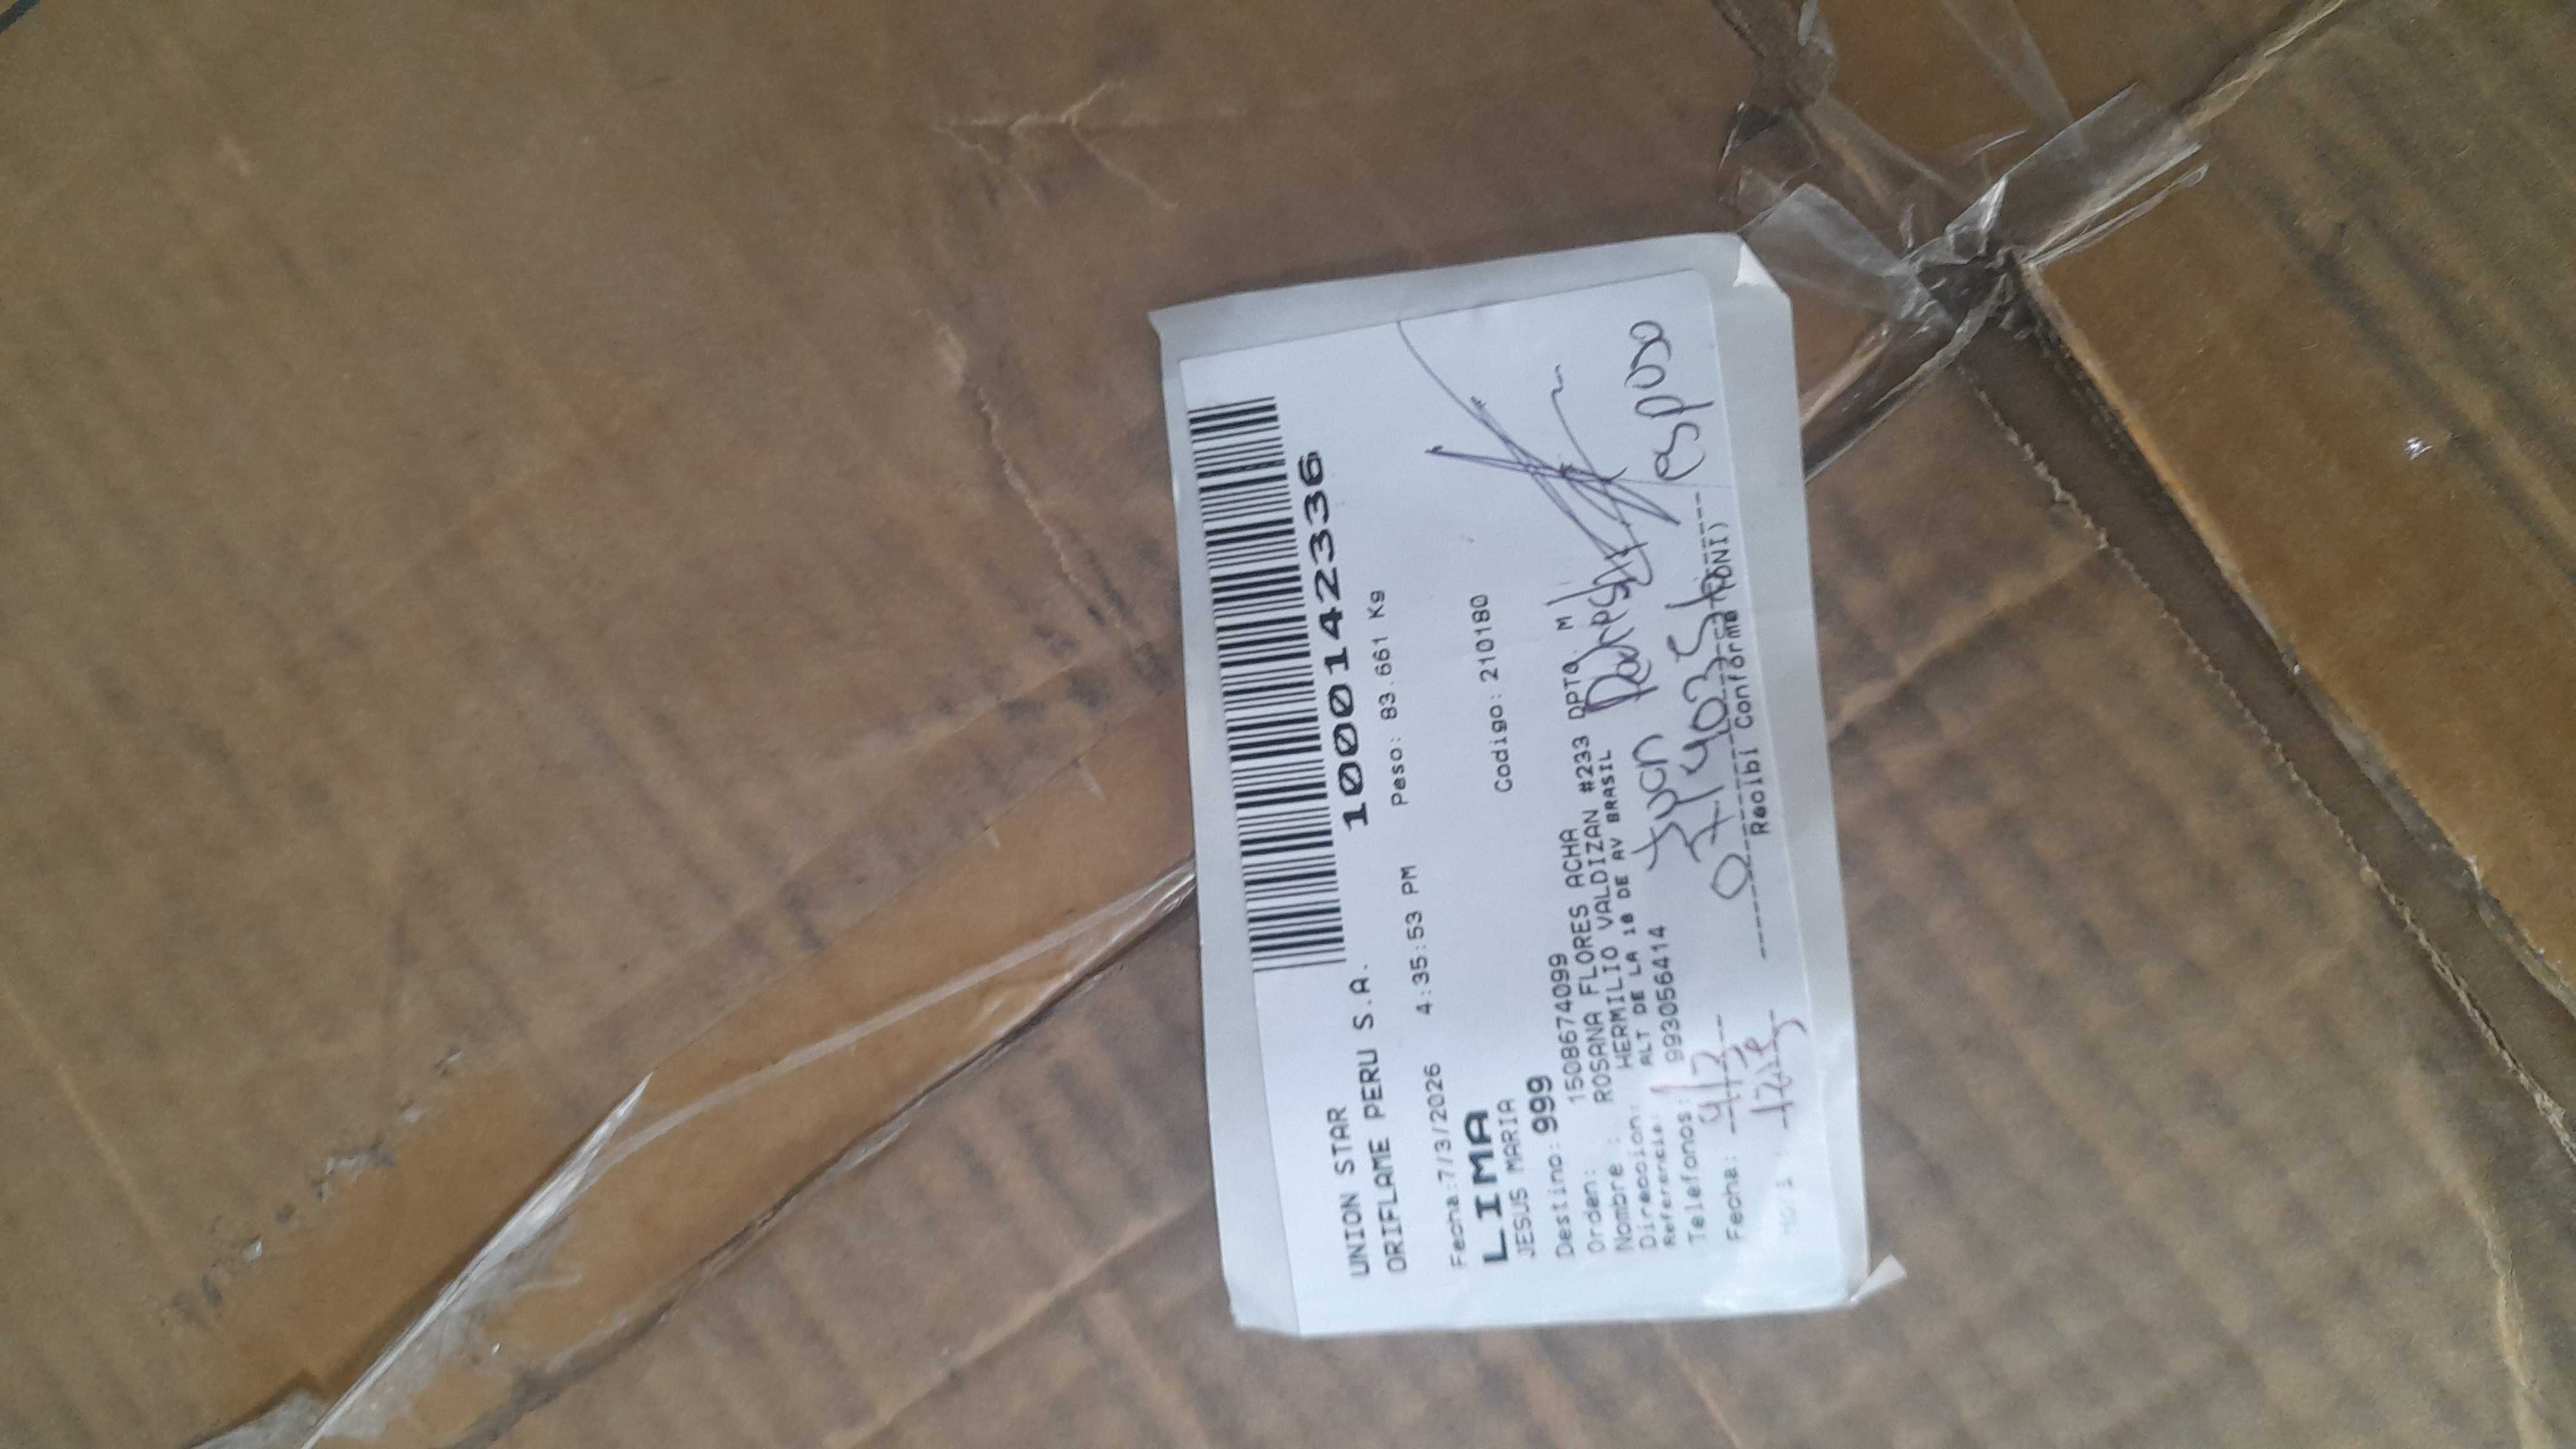 1000142336
UNION STAR
ORIFLAME PERU S.A.
Fecha:7/3/2026 4:35:53 PM Peso: 83.661 Kg
LIMA
JESUS MARIA
Codigo: 210180
Destino: 999
Orden: 150867674099
Nombre : ROSANA FLORES ACHA
Direccion: HERMILIO VALDIZAN #233 DPTO. M
Referencia: ALT DE LA 10 DE AV BRASIL
Telefonos: 993056414
Juan
esposo
Fecha:
Recibi Conforme (DNI)